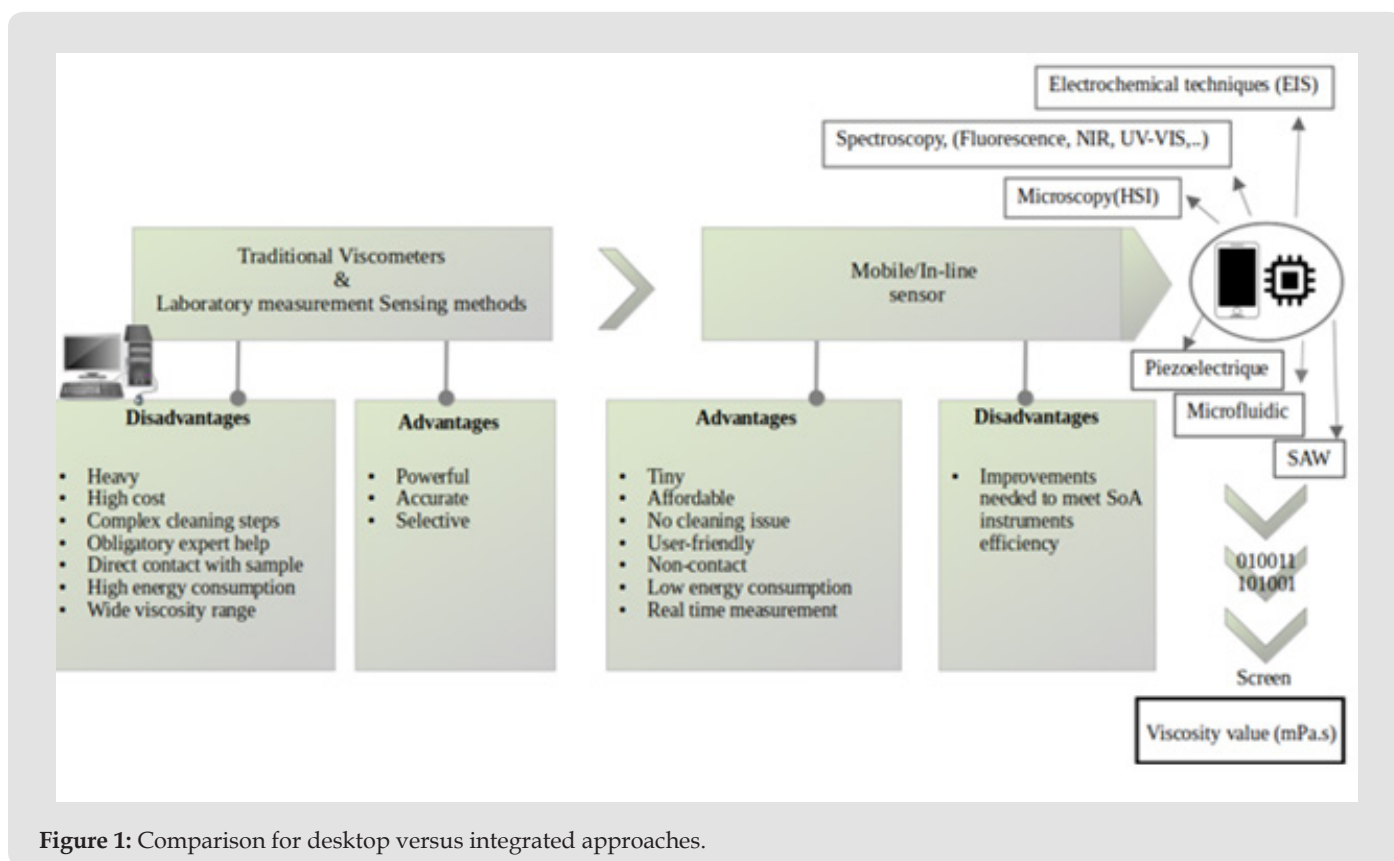 Electrochemical techniques (EIS)
Spectroscopy, (Fluorescence, NIR, UV-VIS,..)
Microscopy(HSI)
Traditional Viscometers
&
Laboratory measurement Sensing methods
Mobile/In-line
sensor
Disadvantages
• Heavy
• High cost
• Complex cleaning steps
• Obligatory expert help
• Direct contact with sample
• High energy consumption
• Wide viscosity range
Advantages
• Powerful
• Accurate
• Selective
Advantages
• Tiny
• Affordable
• No cleaning issue
• User-friendly
• Non-contact
• Low energy consumption
• Real time measurement
Disadvantages
• Improvements
needed to meet SoA
instruments
efficiency
Piezoelectrique
Microfluidic
SAW
010011
101001
Screen
Viscosity value (mPa.s)
Figure 1: Comparison for desktop versus integrated approaches.